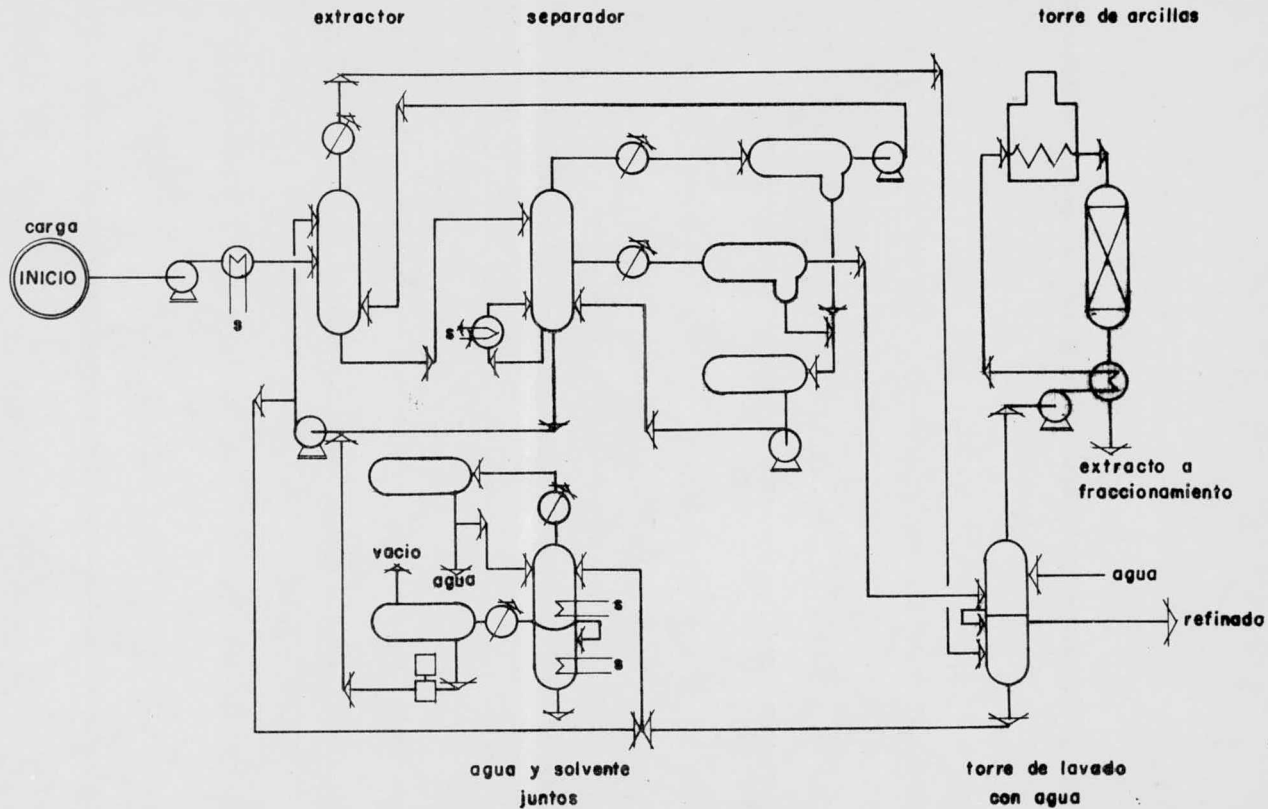 extractor
separador
torre de arcillas
carga
INICIO
s
s
extracto a
fraccionamiento
vacio
agua
agua
s
refinado
s
agua y solvente
juntos
torre de lavado
con agua